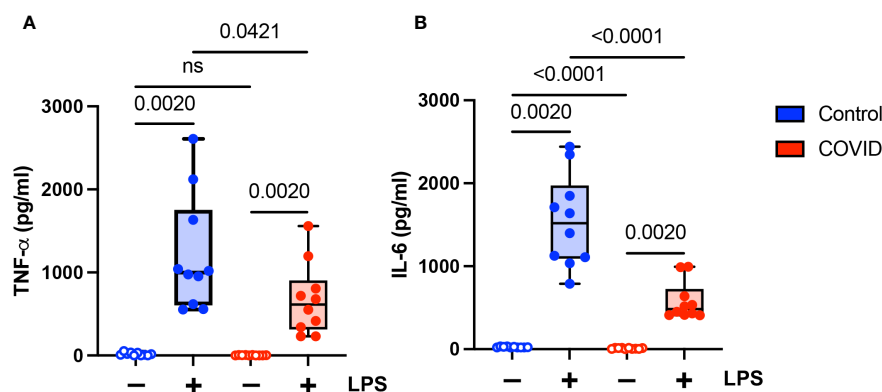 A
0.0421
ns
0.0020
0.0020
3000
2000
1000
0
TNF-α (pg/ml)
− + − + LPS
B
<0.0001
<0.0001
0.0020
0.0020
3000
2000
1000
0
IL-6 (pg/ml)
− + − + LPS
Control
COVID